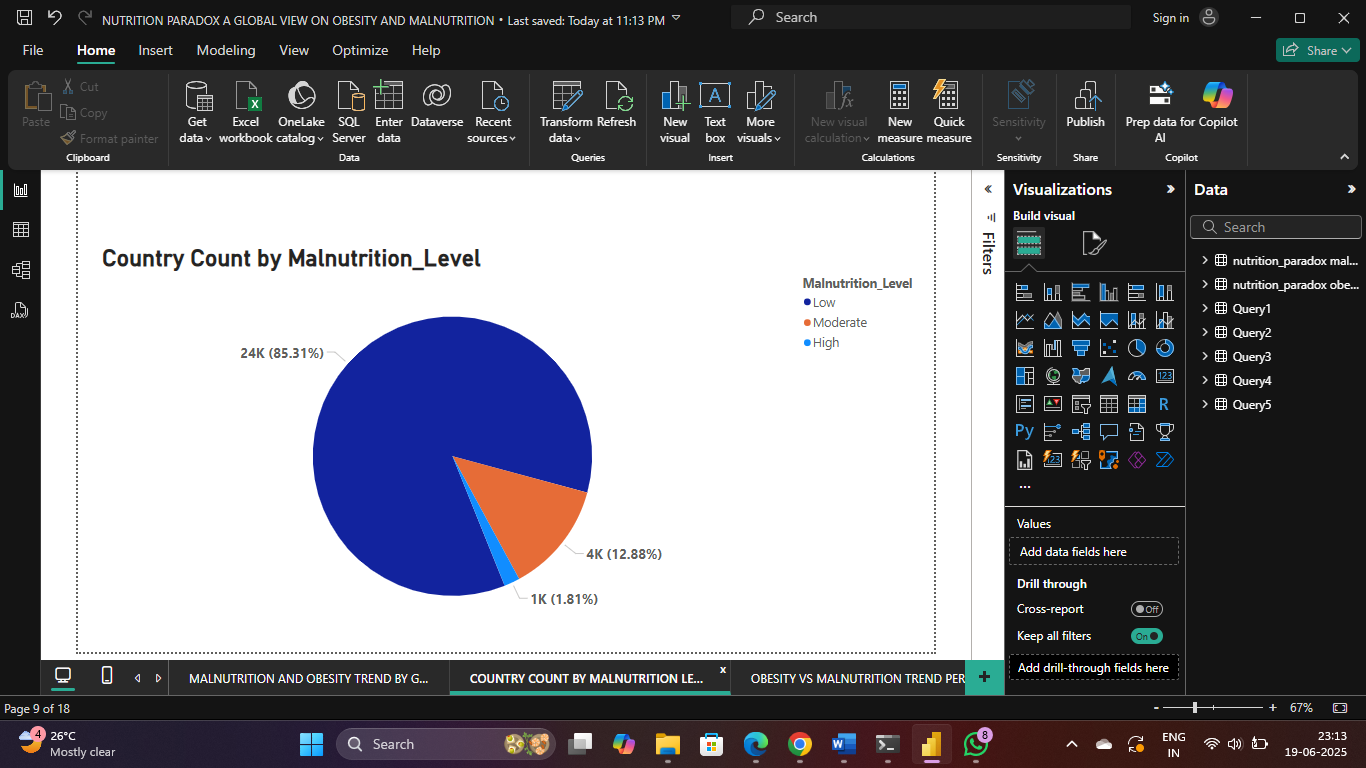 NUTRITION PARADOX A GLOBAL VIEW ON OBESITY AND MALNUTRITION • Last saved: Today at 11:13 PM
Search
Sign in
File
Home
Insert
Modeling
View
Optimize
Help
Share
Paste
Cut
Copy
Format painter
Clipboard
Get data
Excel workbook
OneLake catalog
SQL Server
Enter data
Dataverse
Recent sources
Data
Transform data
Refresh
Queries
New visual
Text box
More visuals
Insert
New visual calculation
New measure
Quick measure
Calculations
Sensitivity
Sensitivity
Publish
Share
Prep data for AI
Copilot
Copilot
Country Count by Malnutrition_Level
Malnutrition_Level
Low
Moderate
High
24K (85.31%)
4K (12.88%)
1K (1.81%)
Filters
Visualizations
Build visual
123
R
Py
123
...
Values
Add data fields here
Drill through
Cross-report
Off
Keep all filters
On
Add drill-through fields here
Data
Search
nutrition_paradox mal...
nutrition_paradox obe...
Query1
Query2
Query3
Query4
Query5
DAX
MALNUTRITION AND OBESITY TREND BY G...
COUNTRY COUNT BY MALNUTRITION LE...
x
OBESITY VS MALNUTRITION TREND PER
+
Page 9 of 18
- + 67%
4
26°C
Mostly clear
Search
8
ENG
IN
23:13
19-06-2025